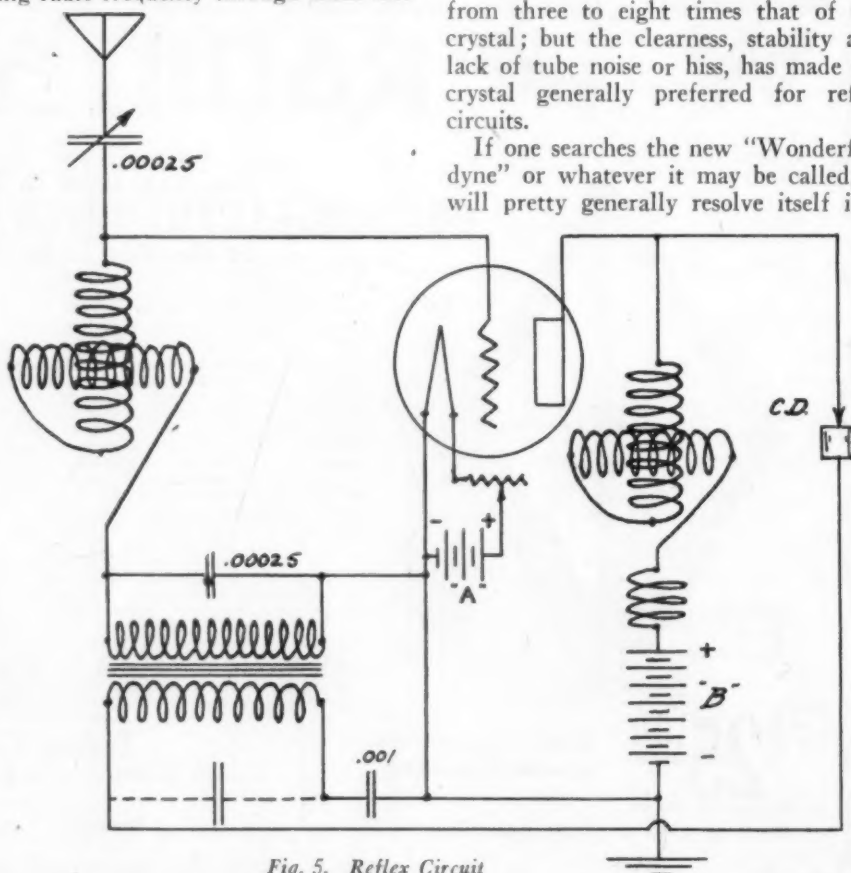 through
from three to eight times that of
crystal; but the clearness, stability a
lack of tube noise or hiss, has made
crystal generally preferred for ref
circuits.
If one searches the new "Wonderf
dyne" or whatever it may be called
will pretty generally resolve itself i
.00025
C.D.
- +
"A"
.00025
+
"B"
-
.001
Fig. 5. Reflex Circuit